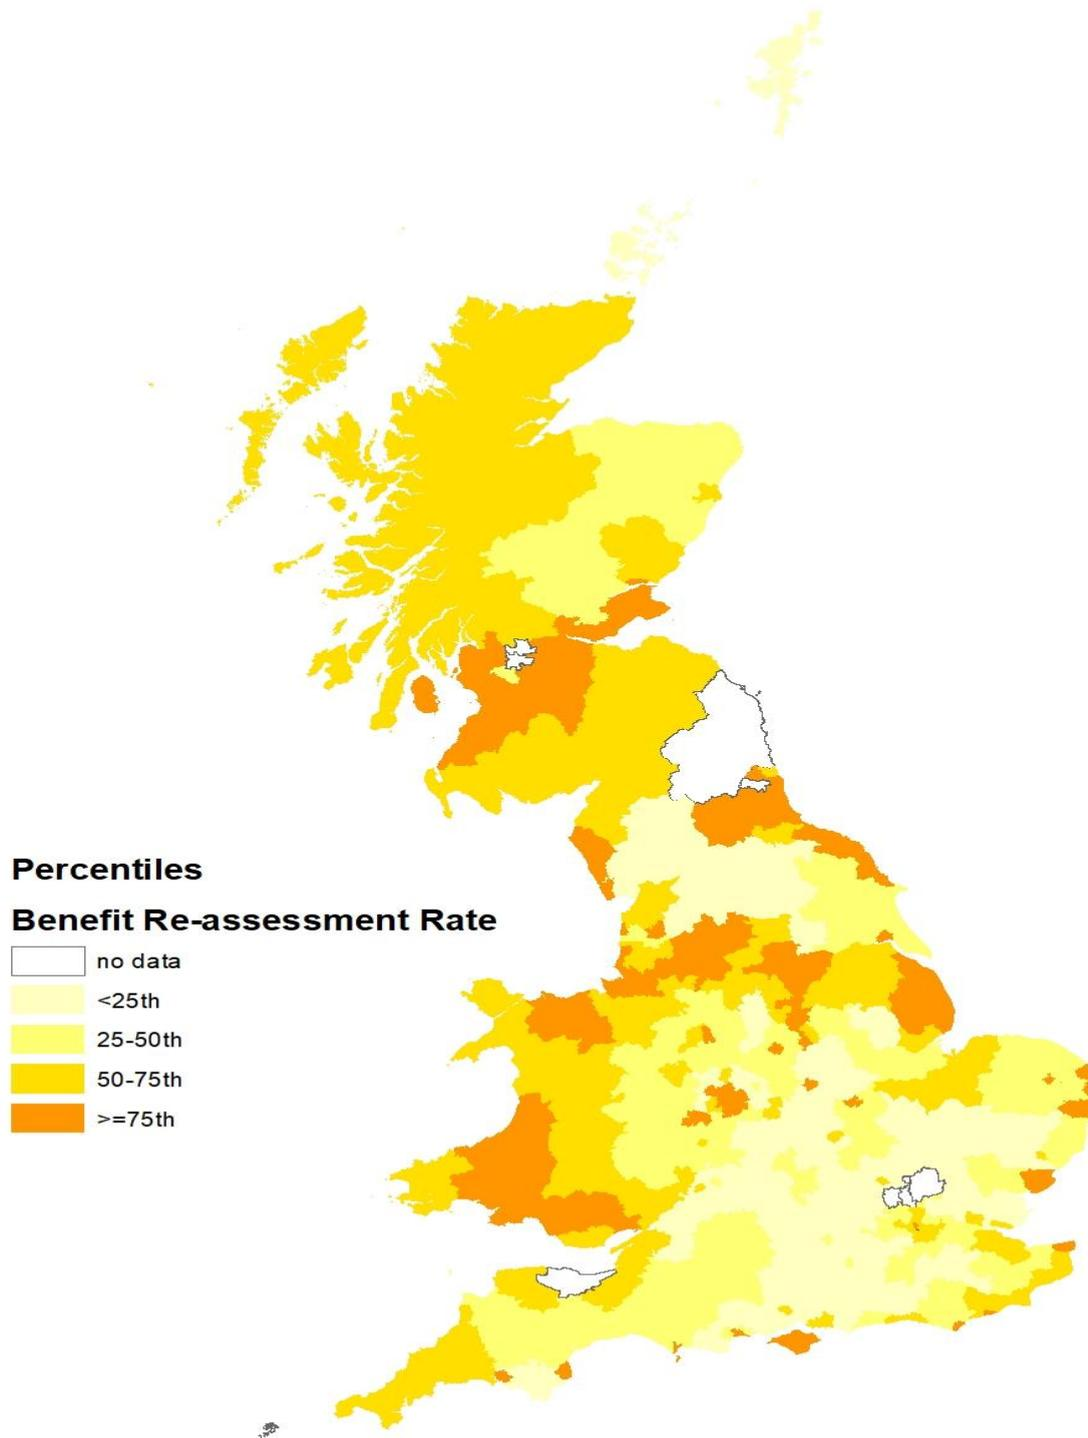 Percentiles
Benefit Re-assessment Rate
no data
<25th
25-50th
50-75th
>=75th